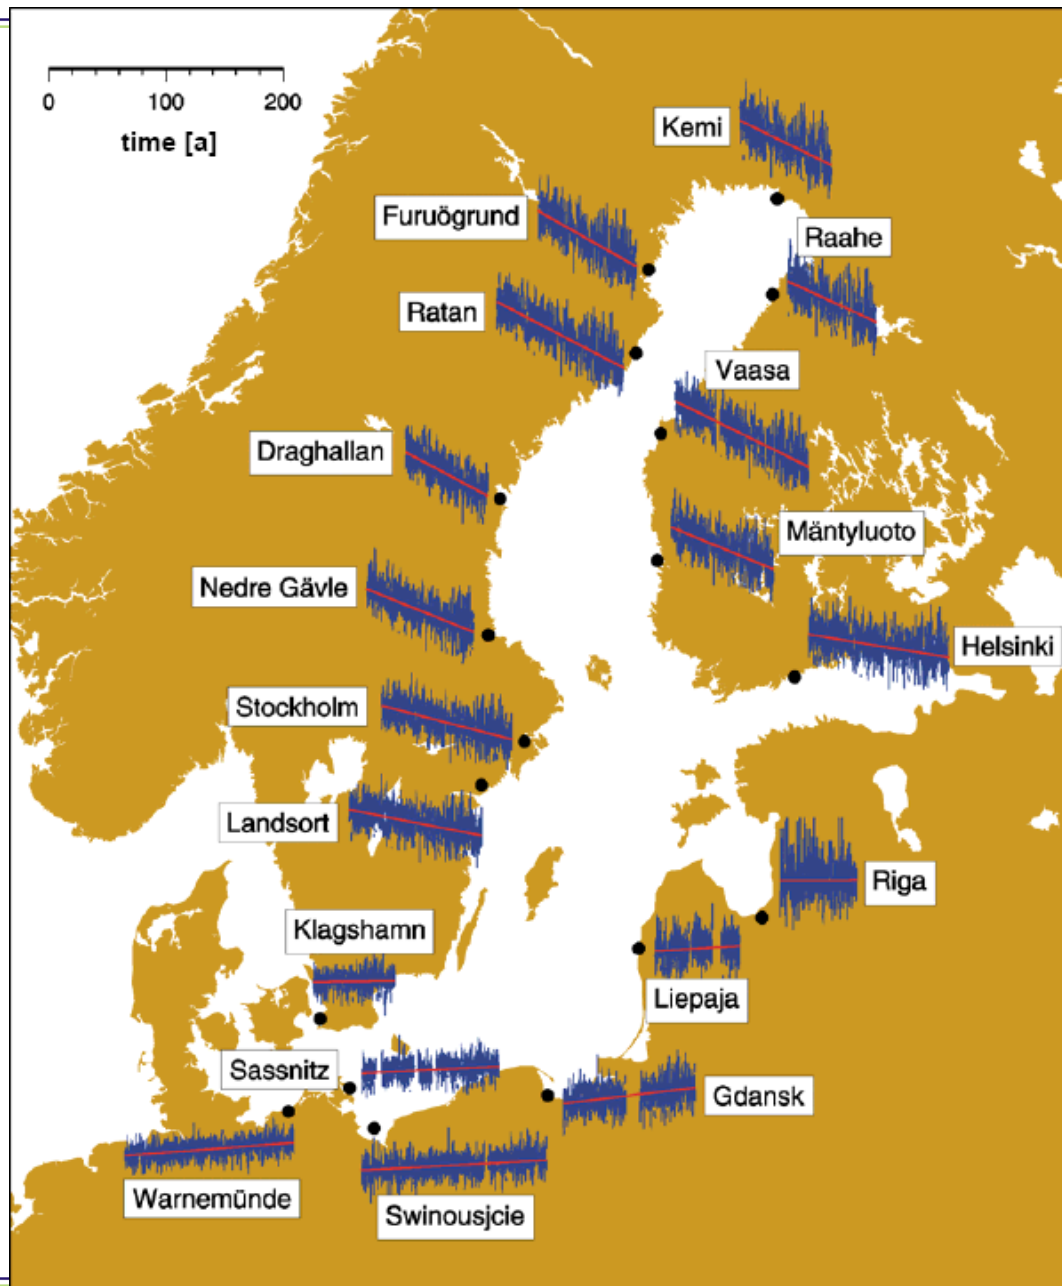 0 100 200
time [a]
Kemi
Furuögrund
Raahe
Ratan
Vaasa
Draghallan
Mäntyluoto
Nedre Gävle
Helsinki
Stockholm
Landsort
Riga
Klagshamn
Liepaja
Sassnitz
Gdansk
Warnemünde
Swinousjcie